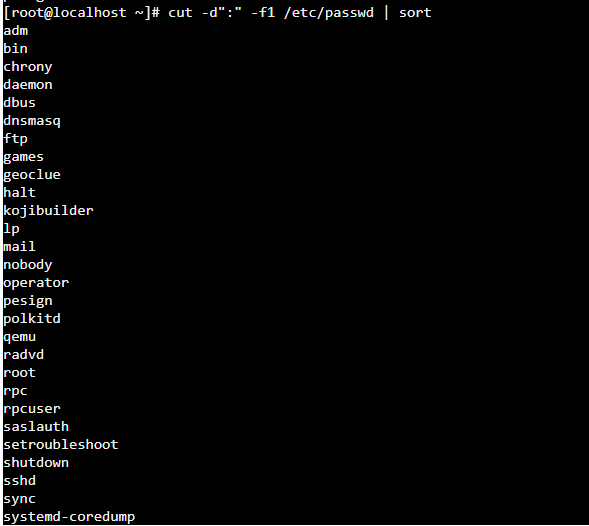 [root@localhost ~]# cut -d":" -f1 /etc/passwd | sort
adm
bin
chrony
daemon
dbus
dnsmasq
ftp
games
geoclue
halt
kojibuilder
lp
mail
nobody
operator
pesign
polkitd
qemu
radvd
root
rpc
rpcuser
saslauth
setroubleshoot
shutdown
sshd
sync
systemd-coredump